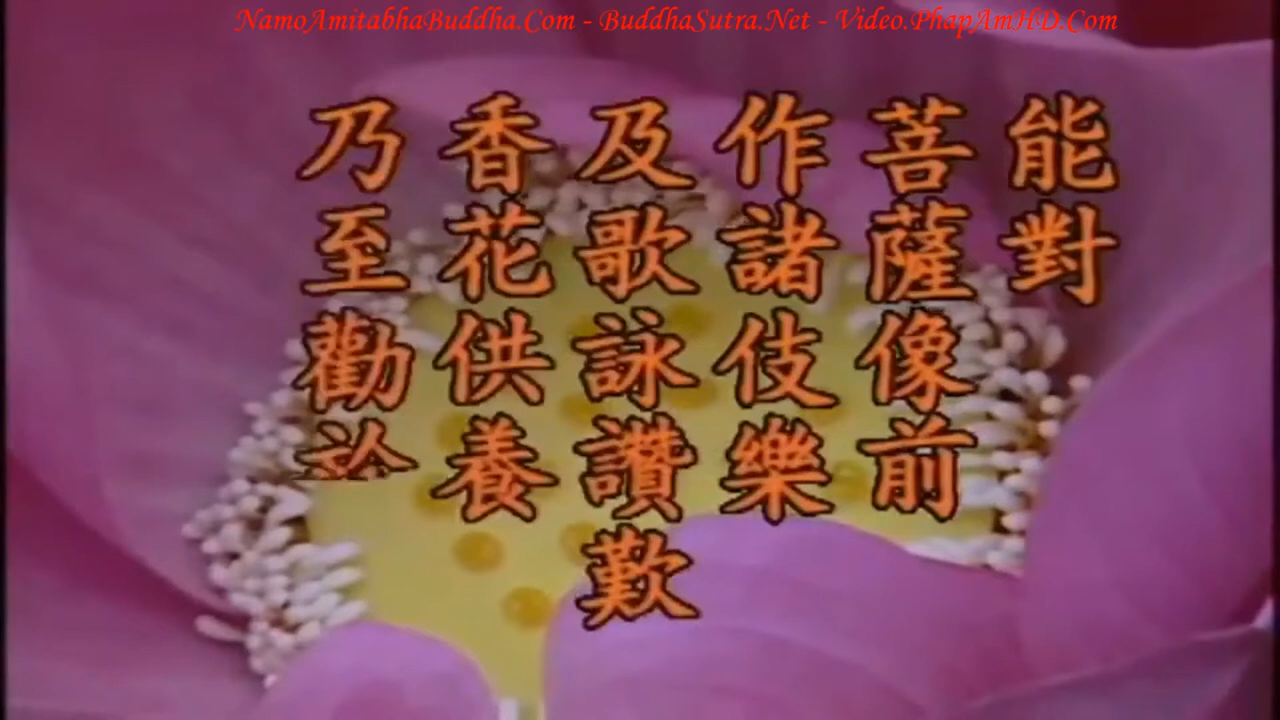 NamoAmitabhaBuddha.Com - BuddhaSutra.Net - Video.PhapAmHD.Com
能對
菩薩像前
作諸伎樂
及歌詠讚歎
香花供養
乃至勸於